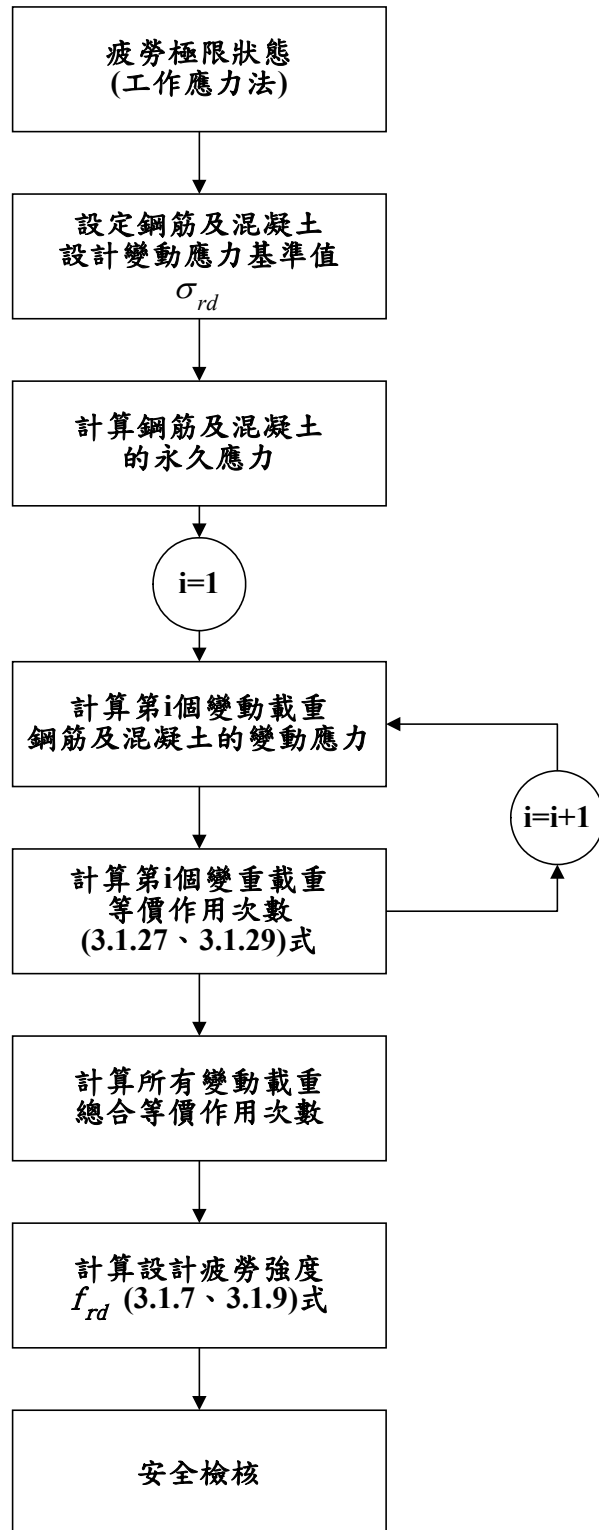 疲勞極限狀態
(工作應力法)
設定鋼筋及混凝土
設計變動應力基準值
σrd
計算鋼筋及混凝土
的永久應力
i=1
計算第i個變動載重
鋼筋及混凝土的變動應力
i=i+1
計算第i個變重載重
等價作用次數
(3.1.27、3.1.29)式
計算所有變動載重
總合等價作用次數
計算設計疲勞強度
frd (3.1.7、3.1.9)式
安全檢核